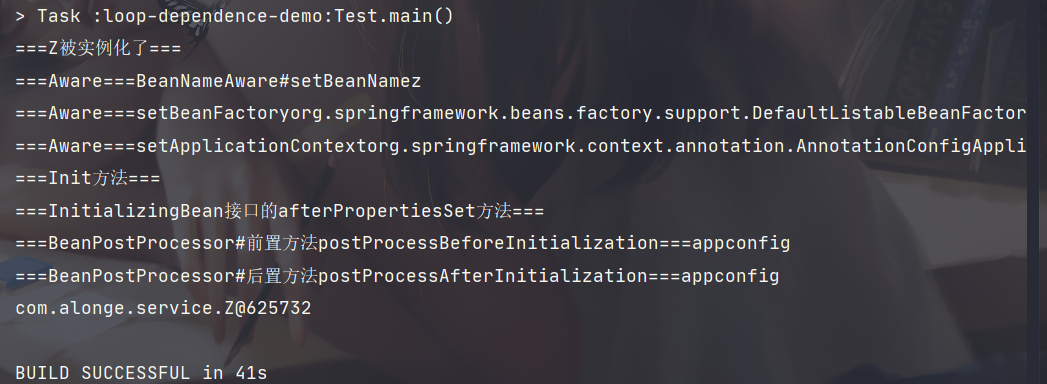 > Task :loop-dependence-demo:Test.main()
===Z被实例化了===
===Aware===BeanNameAware#setBeanNamez
===Aware===setBeanFactoryorg.springframework.beans.factory.support.DefaultListableBeanFactor
===Aware===setApplicationContextorg.springframework.context.annotation.AnnotationConfigAppli
===Init方法===
===InitializingBean接口的afterPropertiesSet方法===
===BeanPostProcessor#前置方法postProcessBeforeInitialization===appconfig
===BeanPostProcessor#后置方法postProcessAfterInitialization===appconfig
com.alonge.service.Z@625732
BUILD SUCCESSFUL in 41s